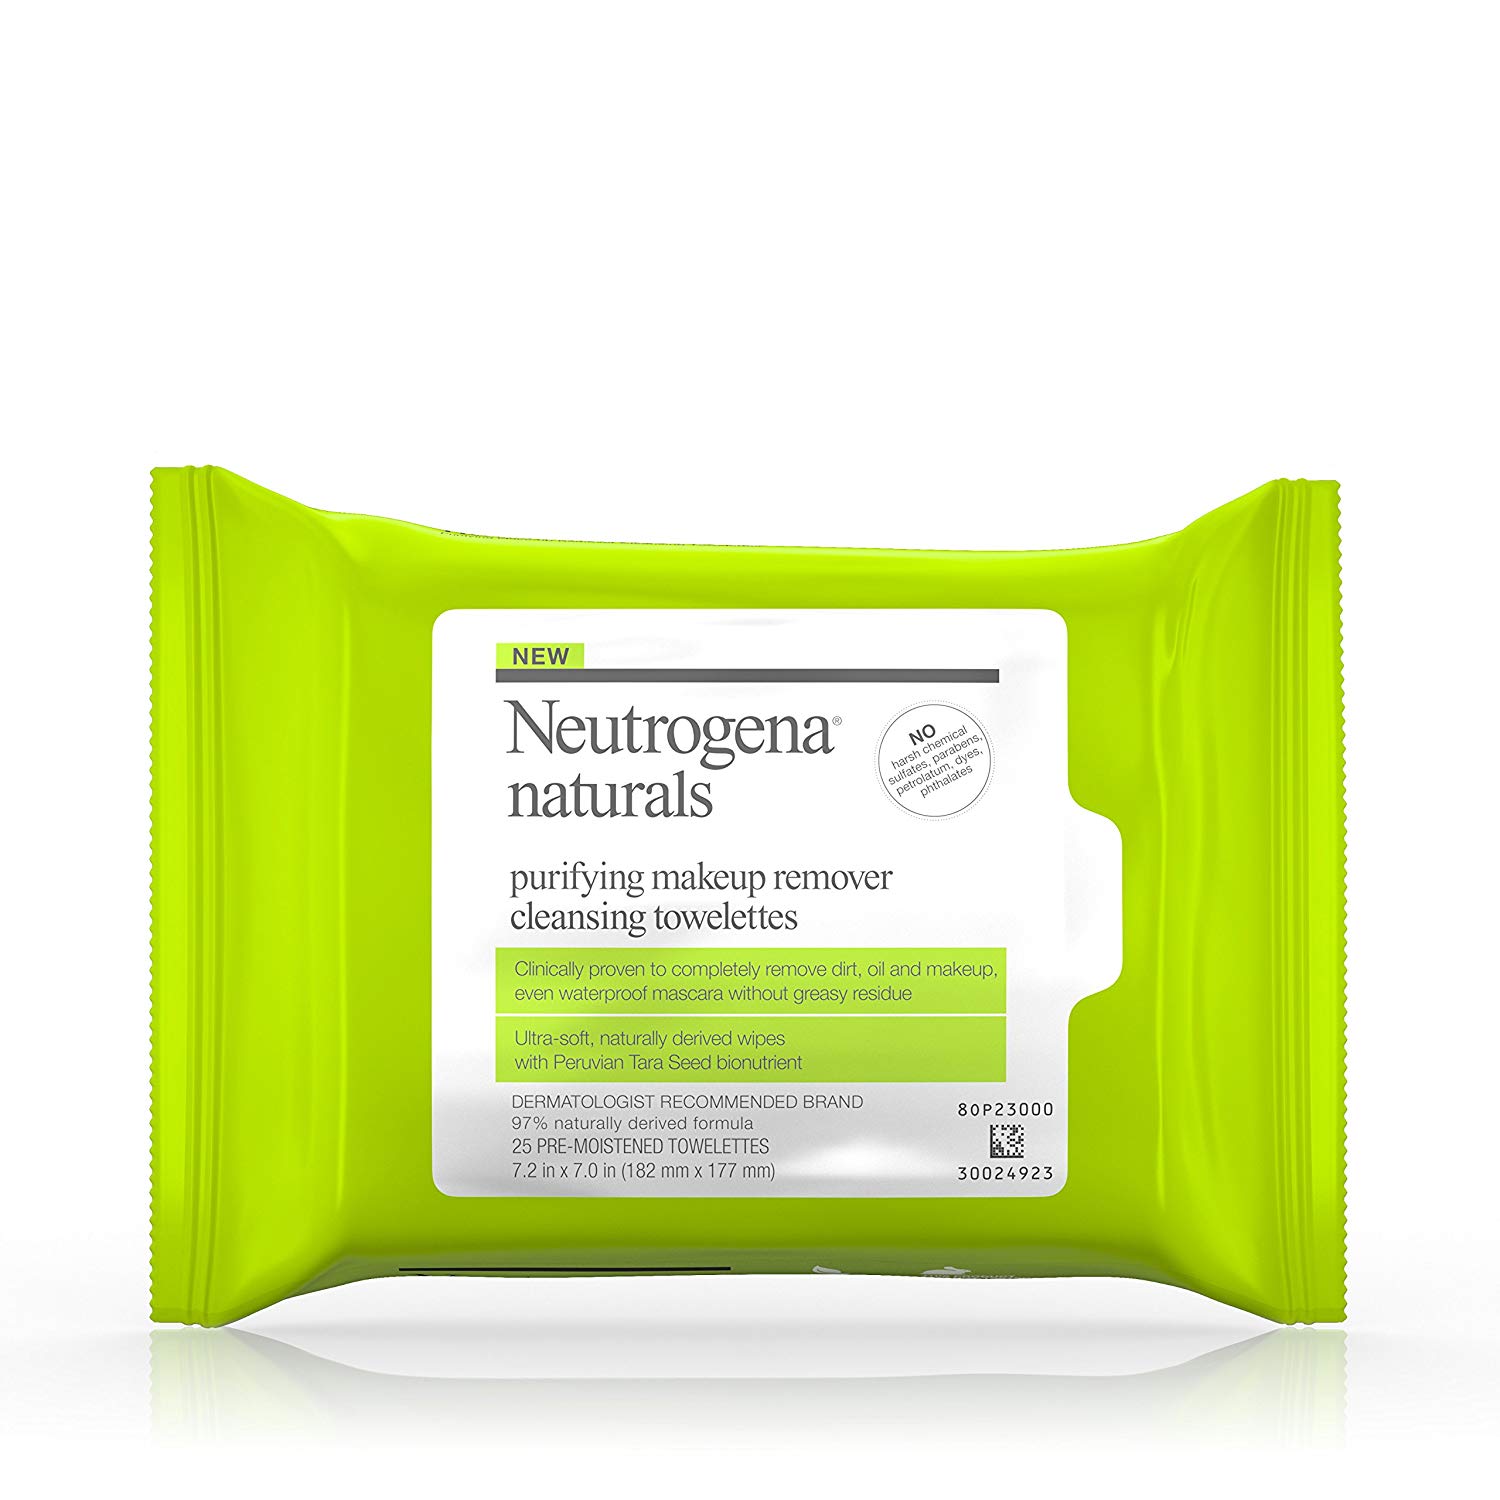 NEW
Neutrogena®
naturals
NO
harsh chemical
sulfates, parabens,
petrolatum, dyes,
phthalates
purifying makeup remover
cleansing towelettes
Clinically proven to completely remove dirt, oil and makeup,
even waterproof mascara without greasy residue
Ultra-soft, naturally derived wipes
with Peruvian Tara Seed bionutrient
DERMATOLOGIST RECOMMENDED BRAND
97% naturally derived formula
25 PRE-MOISTENED TOWELETTES
7.2 in x 7.0 in (182 mm x 177 mm)
80P23000
30024923